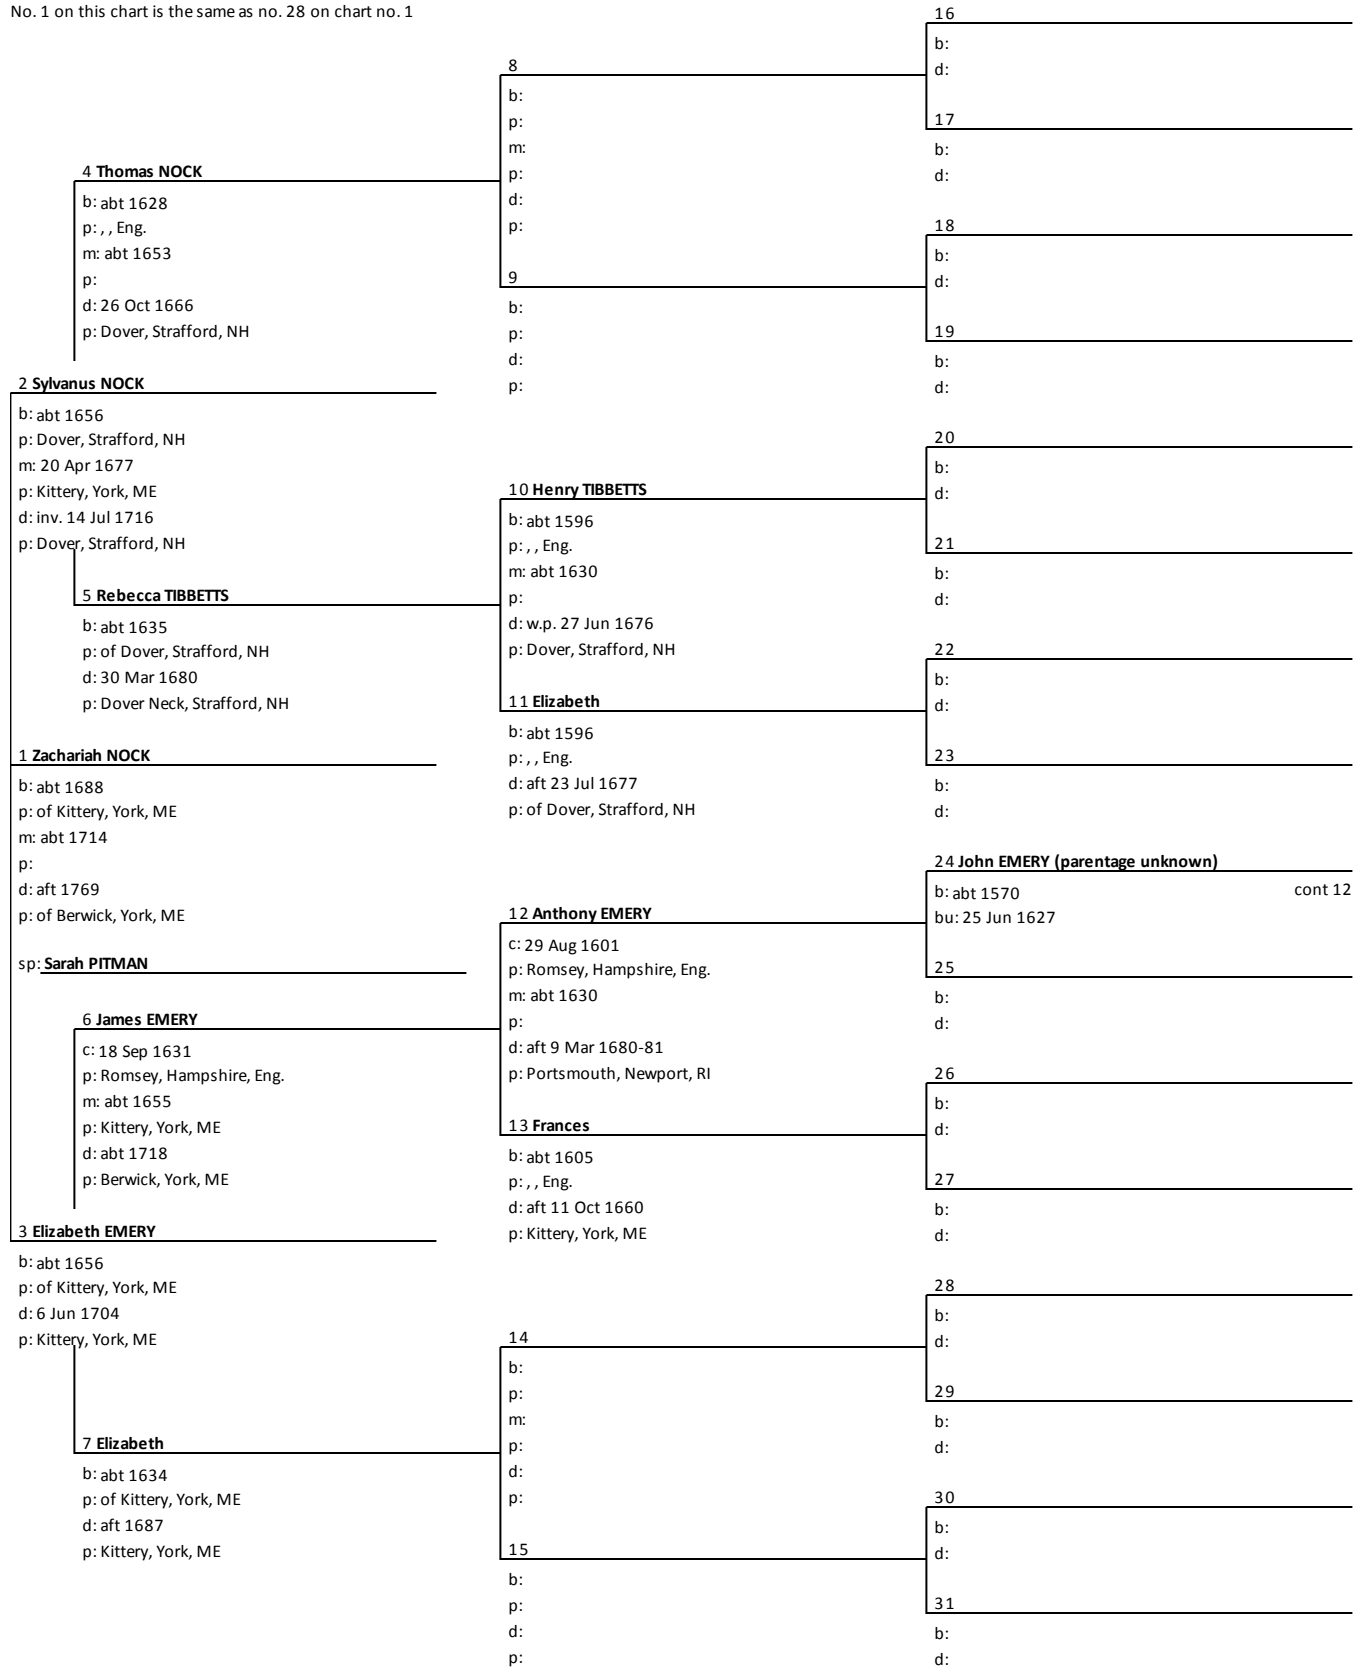 No. 1 on this chart is the same as no. 28 on chart no. 1
4 Thomas NOCK
b: abt 1628
p: , , Eng.
m: abt 1653
p:
d: 26 Oct 1666
p: Dover, Strafford, NH
2 Sylvanus NOCK
b: abt 1656
p: Dover, Strafford, NH
m: 20 Apr 1677
p: Kittery, York, ME
d: inv. 14 Jul 1716
p: Dover, Strafford, NH
5 Rebecca TIBBETTS
b: abt 1635
p: of Dover, Strafford, NH
d: 30 Mar 1680
p: Dover Neck, Strafford, NH
1 Zachariah NOCK
b: abt 1688
p: of Kittery, York, ME
m: abt 1714
p:
d: aft 1769
p: of Berwick, York, ME
sp: Sarah PITMAN
6 James EMERY
c: 18 Sep 1631
p: Romsey, Hampshire, Eng.
m: abt 1655
p: Kittery, York, ME
d: abt 1718
p: Berwick, York, ME
3 Elizabeth EMERY
b: abt 1656
p: of Kittery, York, ME
d: 6 Jun 1704
p: Kittery, York, ME
7 Elizabeth
b: abt 1634
p: of Kittery, York, ME
d: aft 1687
p: Kittery, York, ME
8
b:
p:
m:
p:
d:
p:
9
b:
p:
d:
p:
10 Henry TIBBETTS
b: abt 1596
p: , , Eng.
m: abt 1630
p:
d: w.p. 27 Jun 1676
p: Dover, Strafford, NH
11 Elizabeth
b: abt 1596
p: , , Eng.
d: aft 23 Jul 1677
p: of Dover, Strafford, NH
12 Anthony EMERY
c: 29 Aug 1601
p: Romsey, Hampshire, Eng.
m: abt 1630
p:
d: aft 9 Mar 1680-81
p: Portsmouth, Newport, RI
13 Frances
b: abt 1605
p: , , Eng.
d: aft 11 Oct 1660
p: Kittery, York, ME
14
b:
p:
m:
p:
d:
p:
15
b:
p:
d:
p:
16
b:
d:
17
b:
d:
18
b:
d:
19
b:
d:
20
b:
d:
21
b:
d:
22
b:
d:
23
b:
d:
24 John EMERY (parentage unknown)
b: abt 1570 cont 12
bu: 25 Jun 1627
25
b:
d:
26
b:
d:
27
b:
d:
28
b:
d:
29
b:
d:
30
b:
d:
31
b:
d: